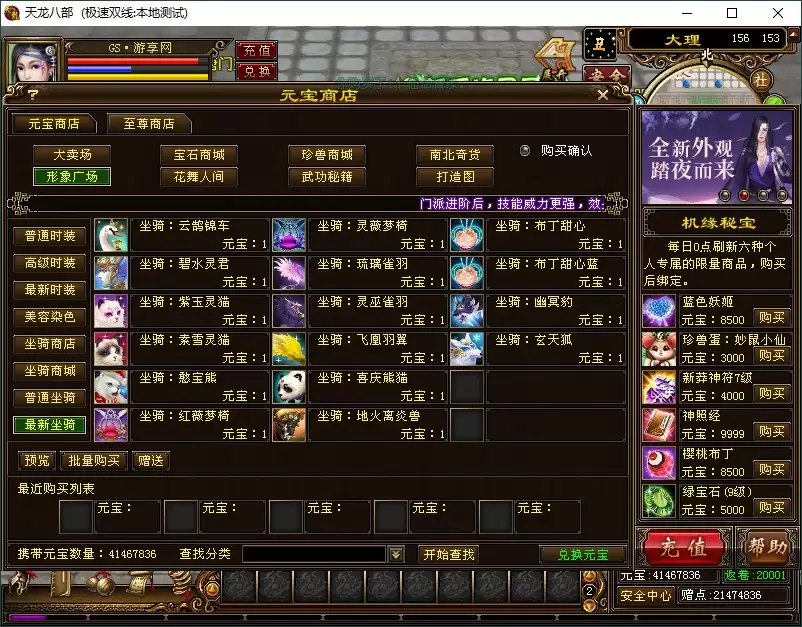 天龙八部 (极速双线:本地测试)
GS·游享网
充值
兑换
门
丑
大理 156 153
北
安全
社
? 元宝商店
元宝商店 至尊商店
大卖场 宝石商城 珍兽商城 南北奇货 购买确认
形象广场 花舞人间 武功秘籍 打造图
门派进阶后，技能威力更强，效:
普通时装
高级时装
最新时装
美容染色
坐骑商店
坐骑商城
普通坐骑
最新坐骑
坐骑：云鹤锦车 坐骑：灵薇梦椅 坐骑：布丁甜心
元宝：1 元宝：1 元宝：1
坐骑：碧水灵君 坐骑：琉璃雀羽 坐骑：布丁甜心蓝
元宝：1 元宝：1 元宝：1
坐骑：紫玉灵猫 坐骑：灵巫雀羽 坐骑：幽冥豹
元宝：1 元宝：1 元宝：1
坐骑：素雪灵猫 坐骑：飞凰羽翼 坐骑：玄天狐
元宝：1 元宝：1 元宝：1
坐骑：憨宝熊 坐骑：喜庆熊猫
元宝：1 元宝：1
坐骑：红薇梦椅 坐骑：地火离炎兽
元宝：1 元宝：1
预览 批量购买 赠送
最近购买列表
元宝： 元宝： 元宝： 元宝： 元宝：
携带元宝数量：41467836 查找分类 开始查找 兑换元宝
全新外观
踏夜而来
机缘秘宝
每日0点刷新六种个
人专属的限量商品，购买
后绑定。
蓝色妖姬
元宝：8500 购买
珍兽蛋：妙鼠小仙
元宝：3000 购买
新莽神符7级
元宝：4000 购买
神照经
元宝：9999 购买
樱桃布丁
元宝：8500 购买
绿宝石(9级)
元宝：5000 购买
充值 帮助
元宝:41467836 返卷:20001
安全中心 赠点:21474836
2